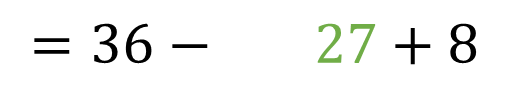 = 36 − 27 + 8